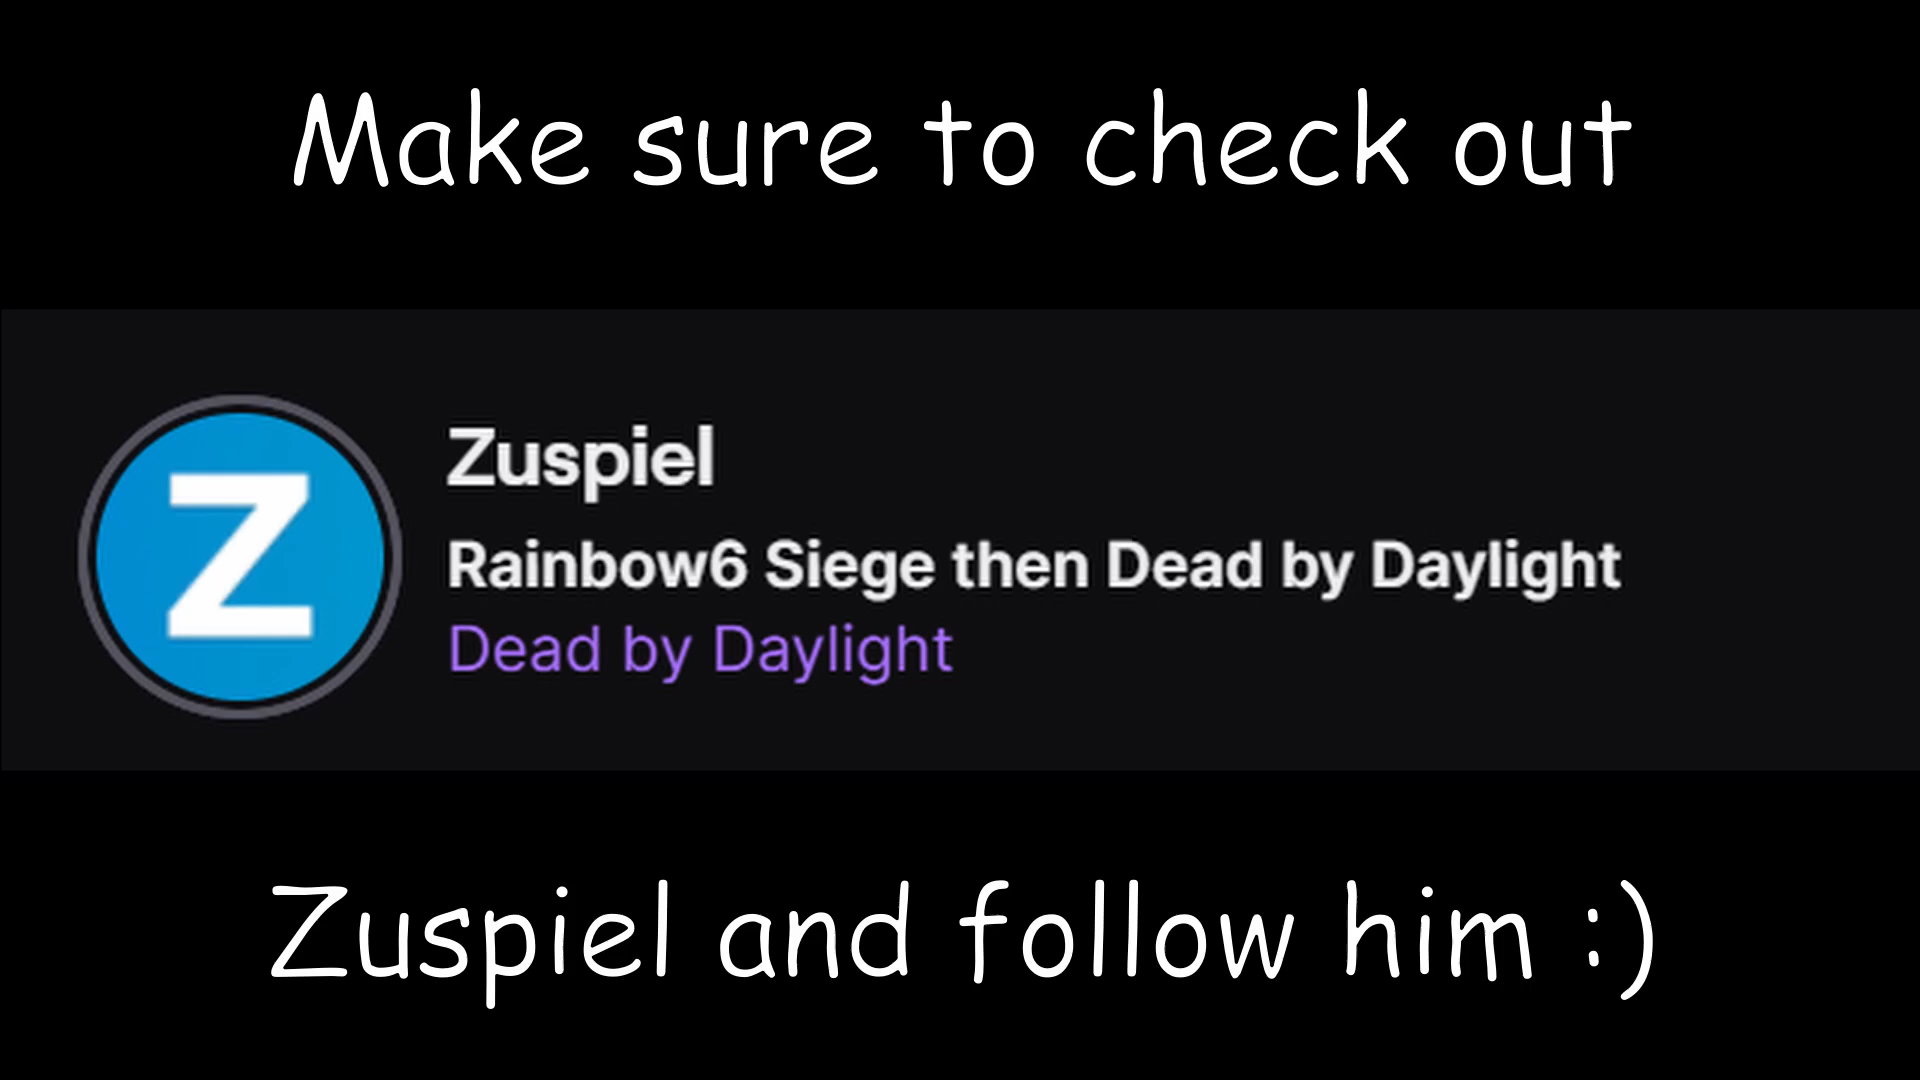 Make sure to check out
Z
Zuspiel
Rainbow6 Siege then Dead by Daylight
Dead by Daylight
Zuspiel and follow him :)